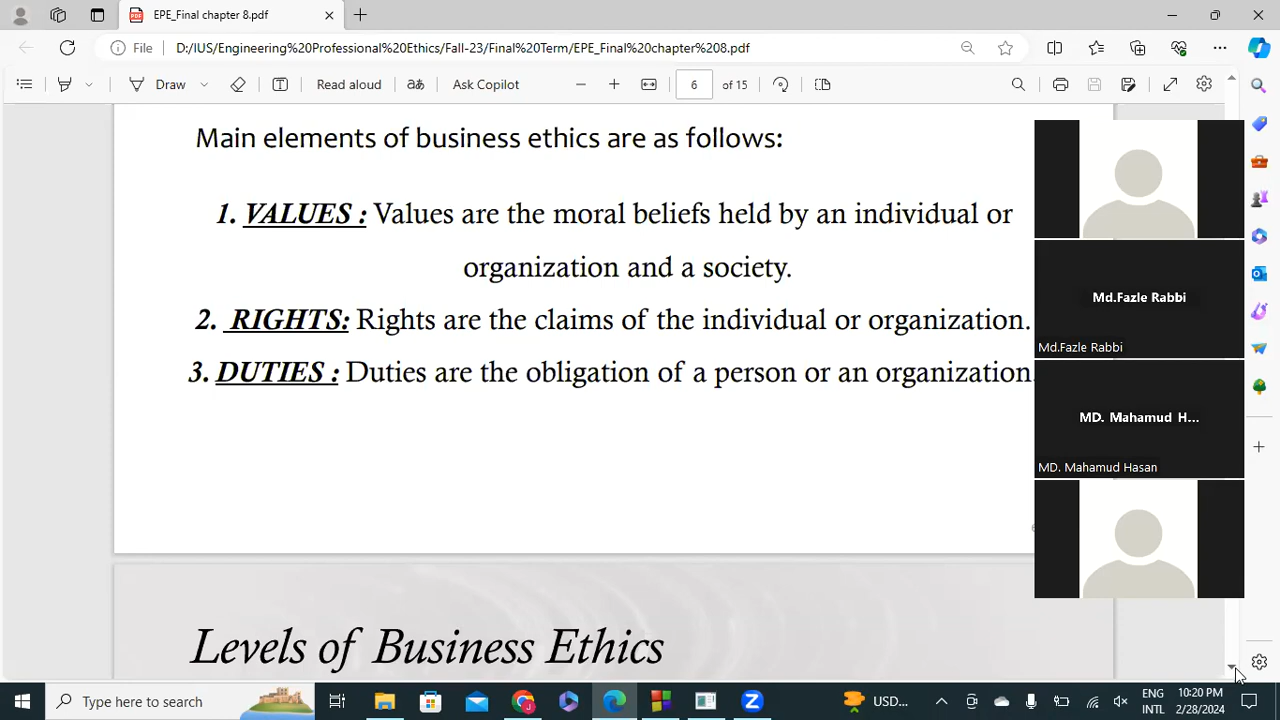 EPE_Final chapter 8.pdf
File D:/IUS/Engineering%20Professional%20Ethics/Fall-23/Final%20Term/EPE_Final%20chapter%208.pdf
Draw Read aloud aあ Ask Copilot 6 of 15
Main elements of business ethics are as follows:
1. VALUES : Values are the moral beliefs held by an individual or
organization and a society.
2. RIGHTS: Rights are the claims of the individual or organization.
3. DUTIES : Duties are the obligation of a person or an organization.
Levels of Business Ethics
Md.Fazle Rabbi
Md.Fazle Rabbi
MD. Mahamud H...
MD. Mahamud Hasan
Type here to search
USD...
ENG
INTL
10:20 PM
2/28/2024